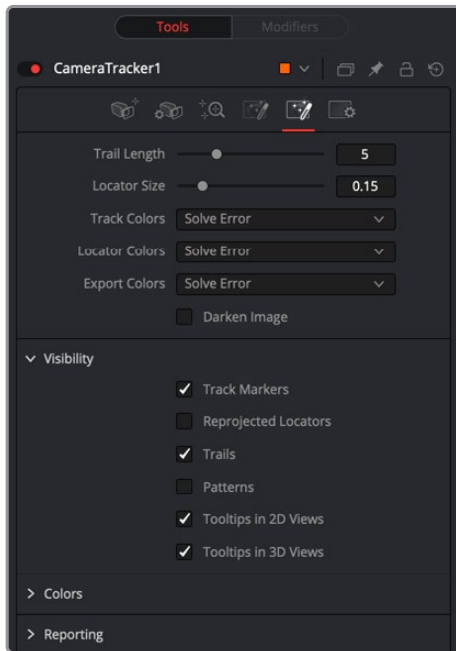 Tools Modifiers
CameraTracker1
Trail Length 5
Locator Size 0.15
Track Colors Solve Error
Locator Colors Solve Error
Export Colors Solve Error
Darken Image
Visibility
Track Markers
Reprojected Locators
Trails
Patterns
Tooltips in 2D Views
Tooltips in 3D Views
Colors
Reporting